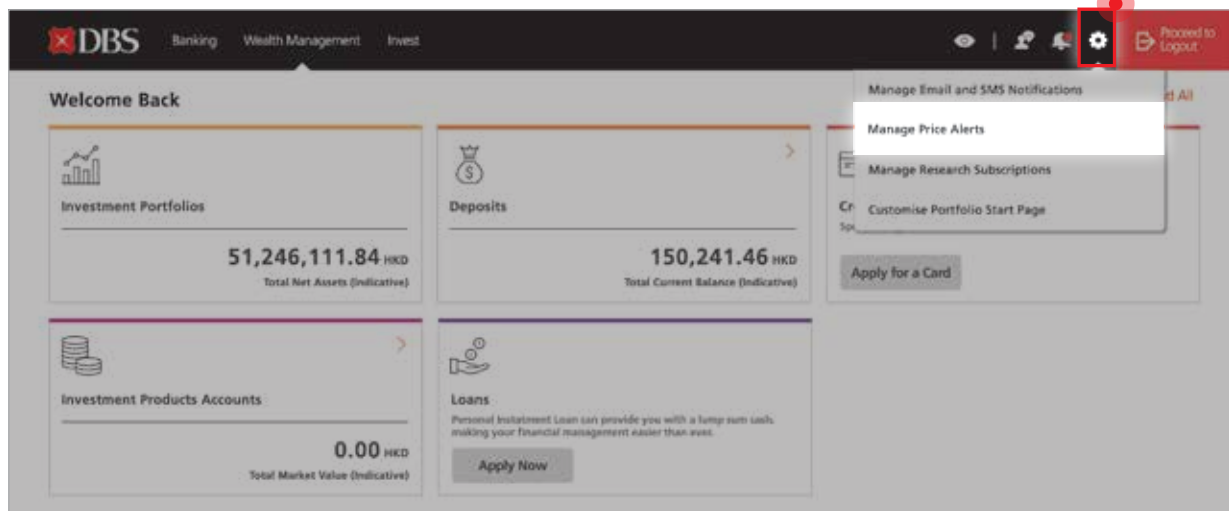 DBS
Banking
Wealth Management
Invest
Proceed to
Logout
Welcome Back
Manage Email and SMS Notifications
Manage Price Alerts
Manage Research Subscriptions
Customise Portfolio Start Page
All
Investment Portfolios
51,246,111.84 HKD
Total Net Assets (Indicative)
Deposits
150,241.46 HKD
Total Current Balance (Indicative)
Apply for a Card
Investment Products Accounts
0.00 HKD
Total Market Value (Indicative)
Loans
Personal Instalment Loan can provide you with a lump sum cash,
making your financial management easier than ever.
Apply Now